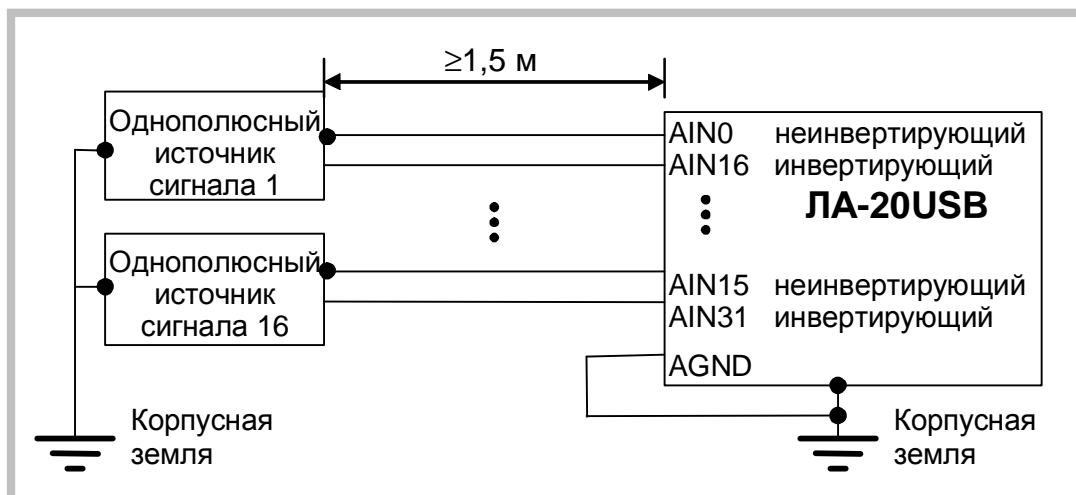 ≥1,5 м
Однополюсный
источник
сигнала 1
AIN0 неинвертирующий
AIN16 инвертирующий
ЛА-20USB
Однополюсный
источник
сигнала 16
AIN15 неинвертирующий
AIN31 инвертирующий
AGND
Корпусная
земля
Корпусная
земля